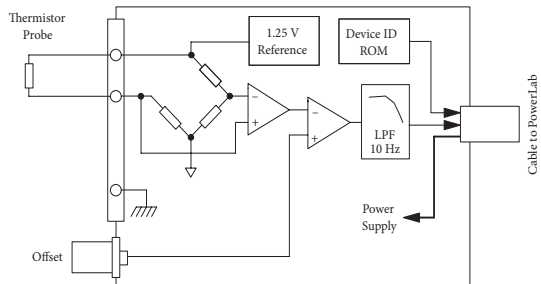 Thermistor
Probe
1.25 V
Reference
Device ID
ROM
−
+
−
+
LPF
10 Hz
Cable to PowerLab
Power
Supply
Offset